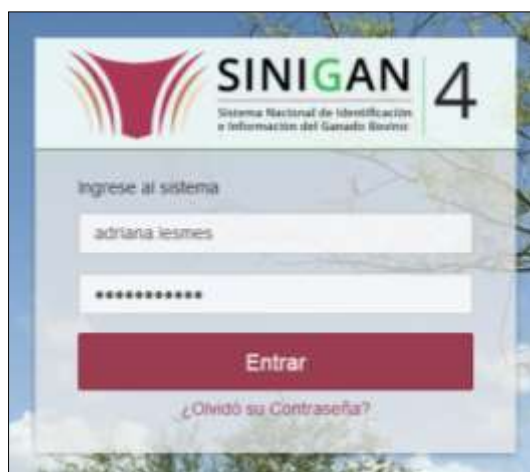 SINIGAN 4
Sistema Nacional de Identificación
e Información del Ganado Bovino
Ingrese al sistema
adriana lesmes
•••••••••••
Entrar
¿Olvidó su Contraseña?